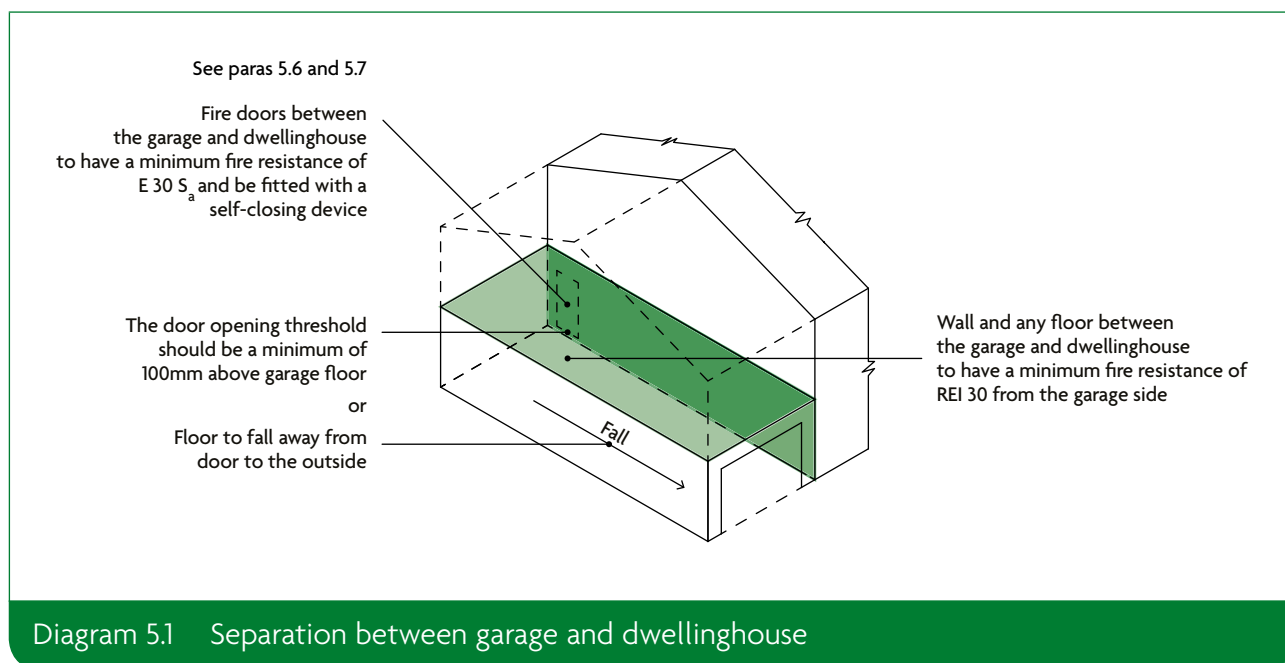 See paras 5.6 and 5.7
Fire doors between
the garage and dwellinghouse
to have a minimum fire resistance of
E 30 Sa and be fitted with a
self-closing device
The door opening threshold
should be a minimum of
100mm above garage floor
or
Floor to fall away from
door to the outside
Fall
Wall and any floor between
the garage and dwellinghouse
to have a minimum fire resistance of
REI 30 from the garage side
Diagram 5.1 Separation between garage and dwellinghouse